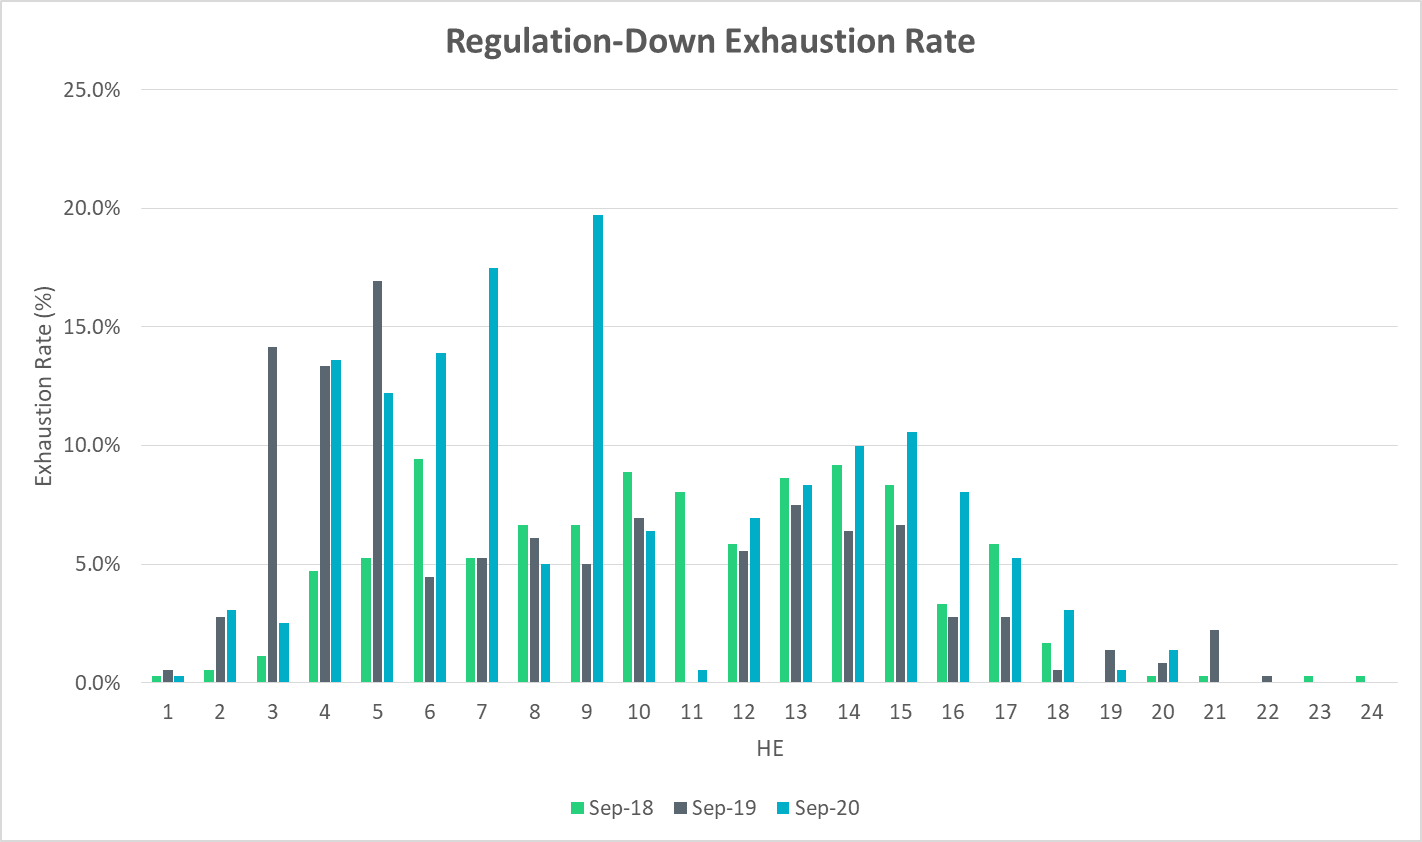 Regulation-Down Exhaustion Rate
25.0%
20.0%
15.0%
10.0%
5.0%
0.0%
Exhaustion Rate (%)
1 2 3 4 5 6 7 8 9 10 11 12 13 14 15 16 17 18 19 20 21 22 23 24
HE
Sep-18 Sep-19 Sep-20